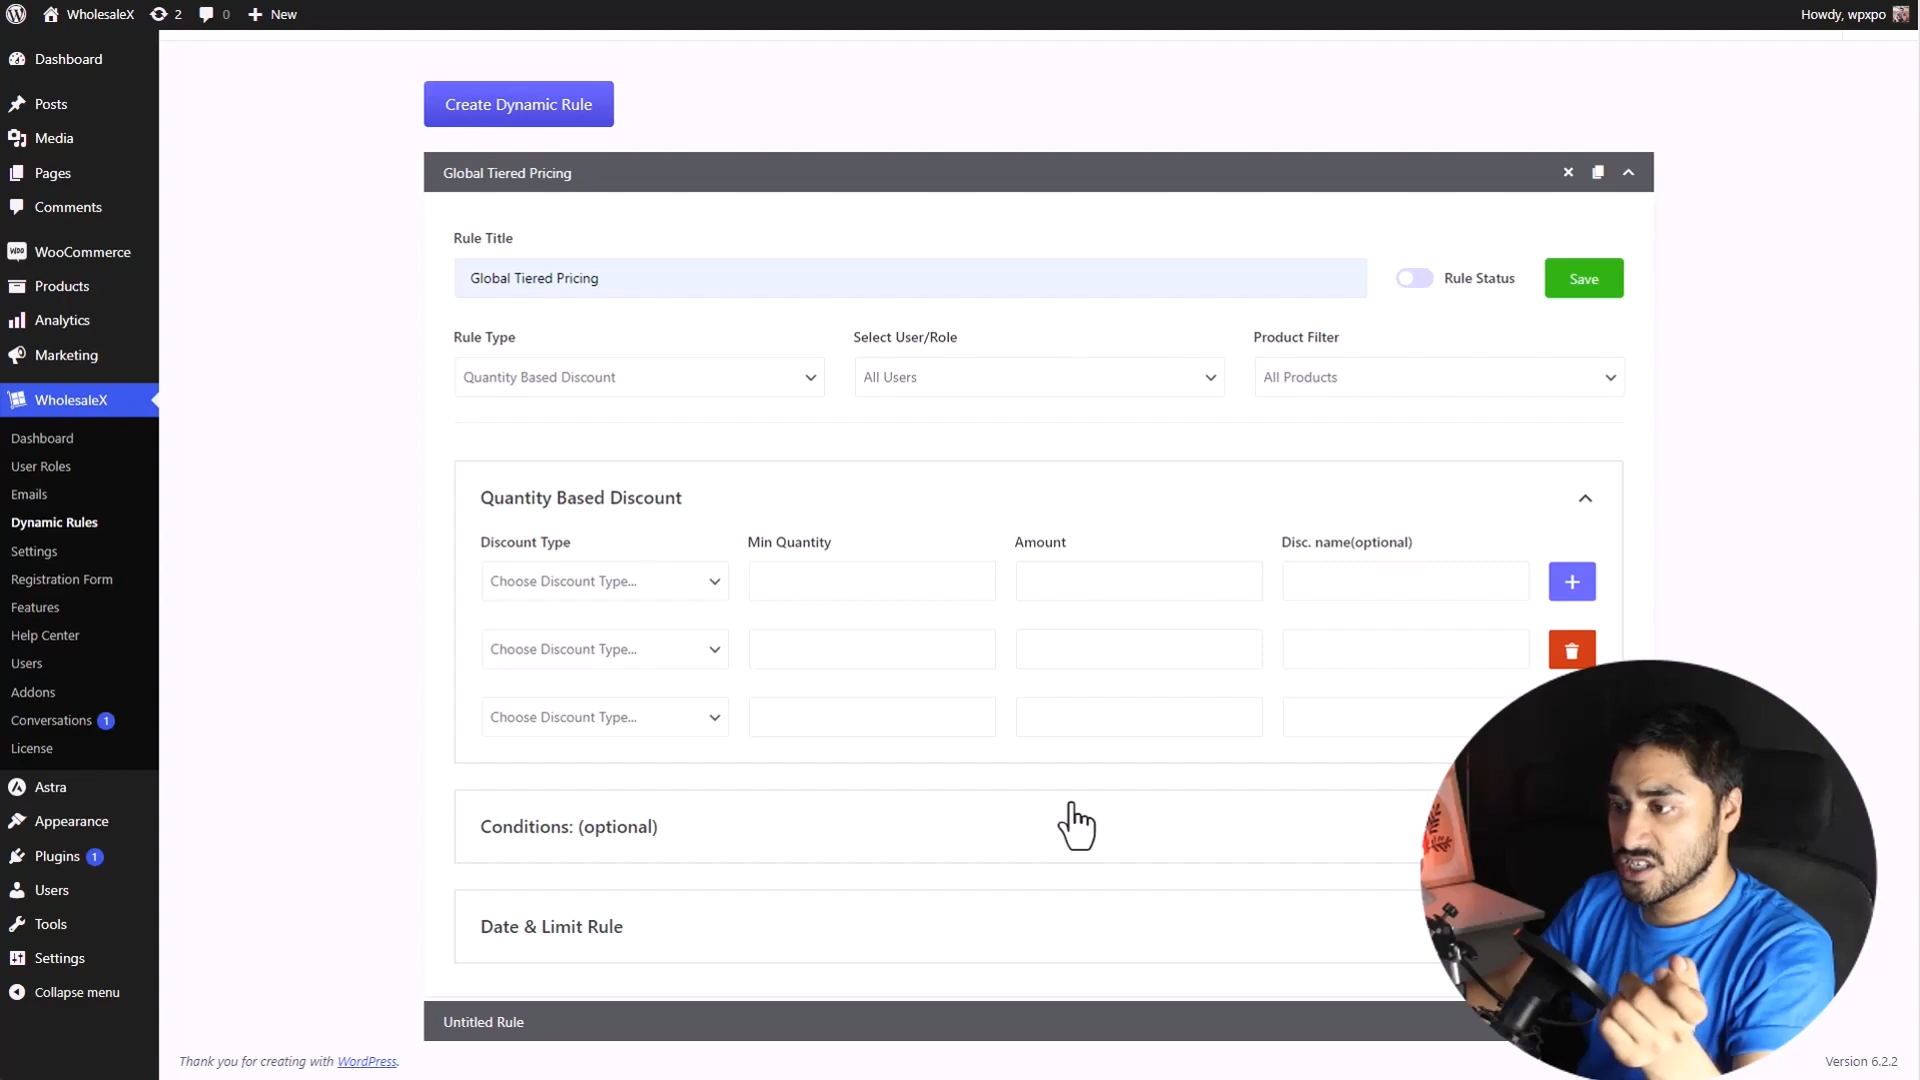 WholesaleX 2 0 New Howdy, wpxpo
Dashboard
Posts
Media
Pages
Comments
WooCommerce
Products
Analytics
Marketing
WholesaleX
Dashboard
User Roles
Emails
Dynamic Rules
Settings
Registration Form
Features
Help Center
Users
Addons
Conversations 1
License
Astra
Appearance
Plugins 1
Users
Tools
Settings
Collapse menu
Create Dynamic Rule
Global Tiered Pricing
Rule Title
Global Tiered Pricing Rule Status Save
Rule Type Select User/Role Product Filter
Quantity Based Discount All Users All Products
Quantity Based Discount
Discount Type Min Quantity Amount Disc. name(optional)
Choose Discount Type...
Choose Discount Type...
Choose Discount Type...
Conditions: (optional)
Date & Limit Rule
Untitled Rule
Thank you for creating with WordPress. Version 6.2.2